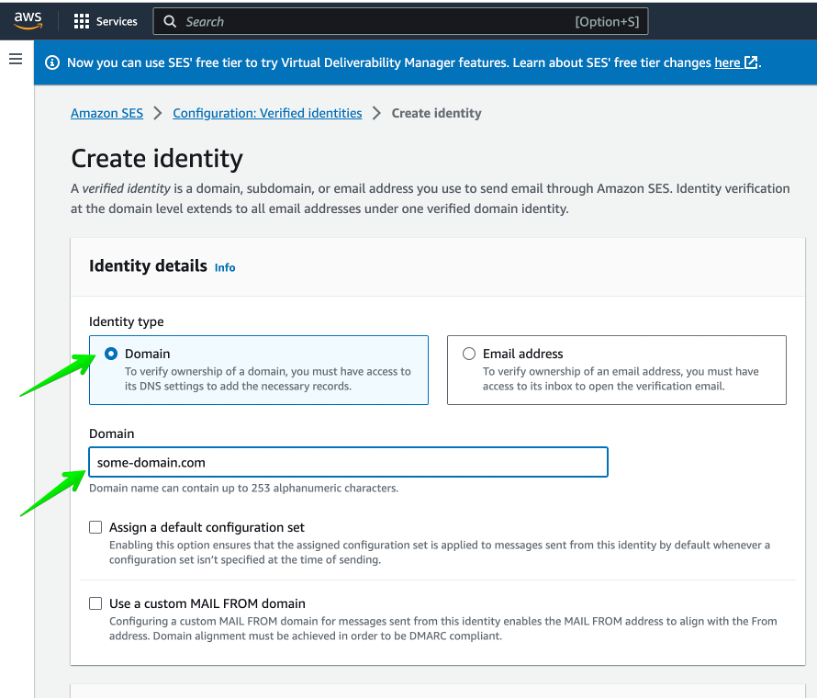 aws
Services
Search
[Option+S]
Now you can use SES' free tier to try Virtual Deliverability Manager features. Learn about SES' free tier changes here.
Amazon SES > Configuration: Verified identities > Create identity
Create identity
A verified identity is a domain, subdomain, or email address you use to send email through Amazon SES. Identity verification
at the domain level extends to all email addresses under one verified domain identity.
Identity details Info
Identity type
Domain
To verify ownership of a domain, you must have access to
its DNS settings to add the necessary records.
Email address
To verify ownership of an email address, you must have
access to its inbox to open the verification email.
Domain
some-domain.com
Domain name can contain up to 253 alphanumeric characters.
Assign a default configuration set
Enabling this option ensures that the assigned configuration set is applied to messages sent from this identity by default whenever a
configuration set isn't specified at the time of sending.
Use a custom MAIL FROM domain
Configuring a custom MAIL FROM domain for messages sent from this identity enables the MAIL FROM address to align with the From
address. Domain alignment must be achieved in order to be DMARC compliant.